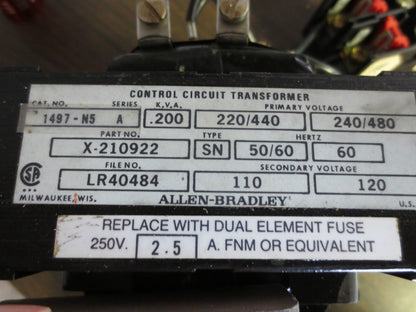 CONTROL CIRCUIT TRANSFORMER
CAT. NO. SERIES K.V.A. PRIMARY VOLTAGE
1497-N5 A .200 220/440 240/480
PART NO. TYPE HERTZ
X-210922 SN 50/60 60
FILE NO. SECONDARY VOLTAGE
SA LR40484 110 120
MILWAUKEE, WIS. ALLEN-BRADLEY U.S.
REPLACE WITH DUAL ELEMENT FUSE
250V. 2.5 A. FNM OR EQUIVALENT